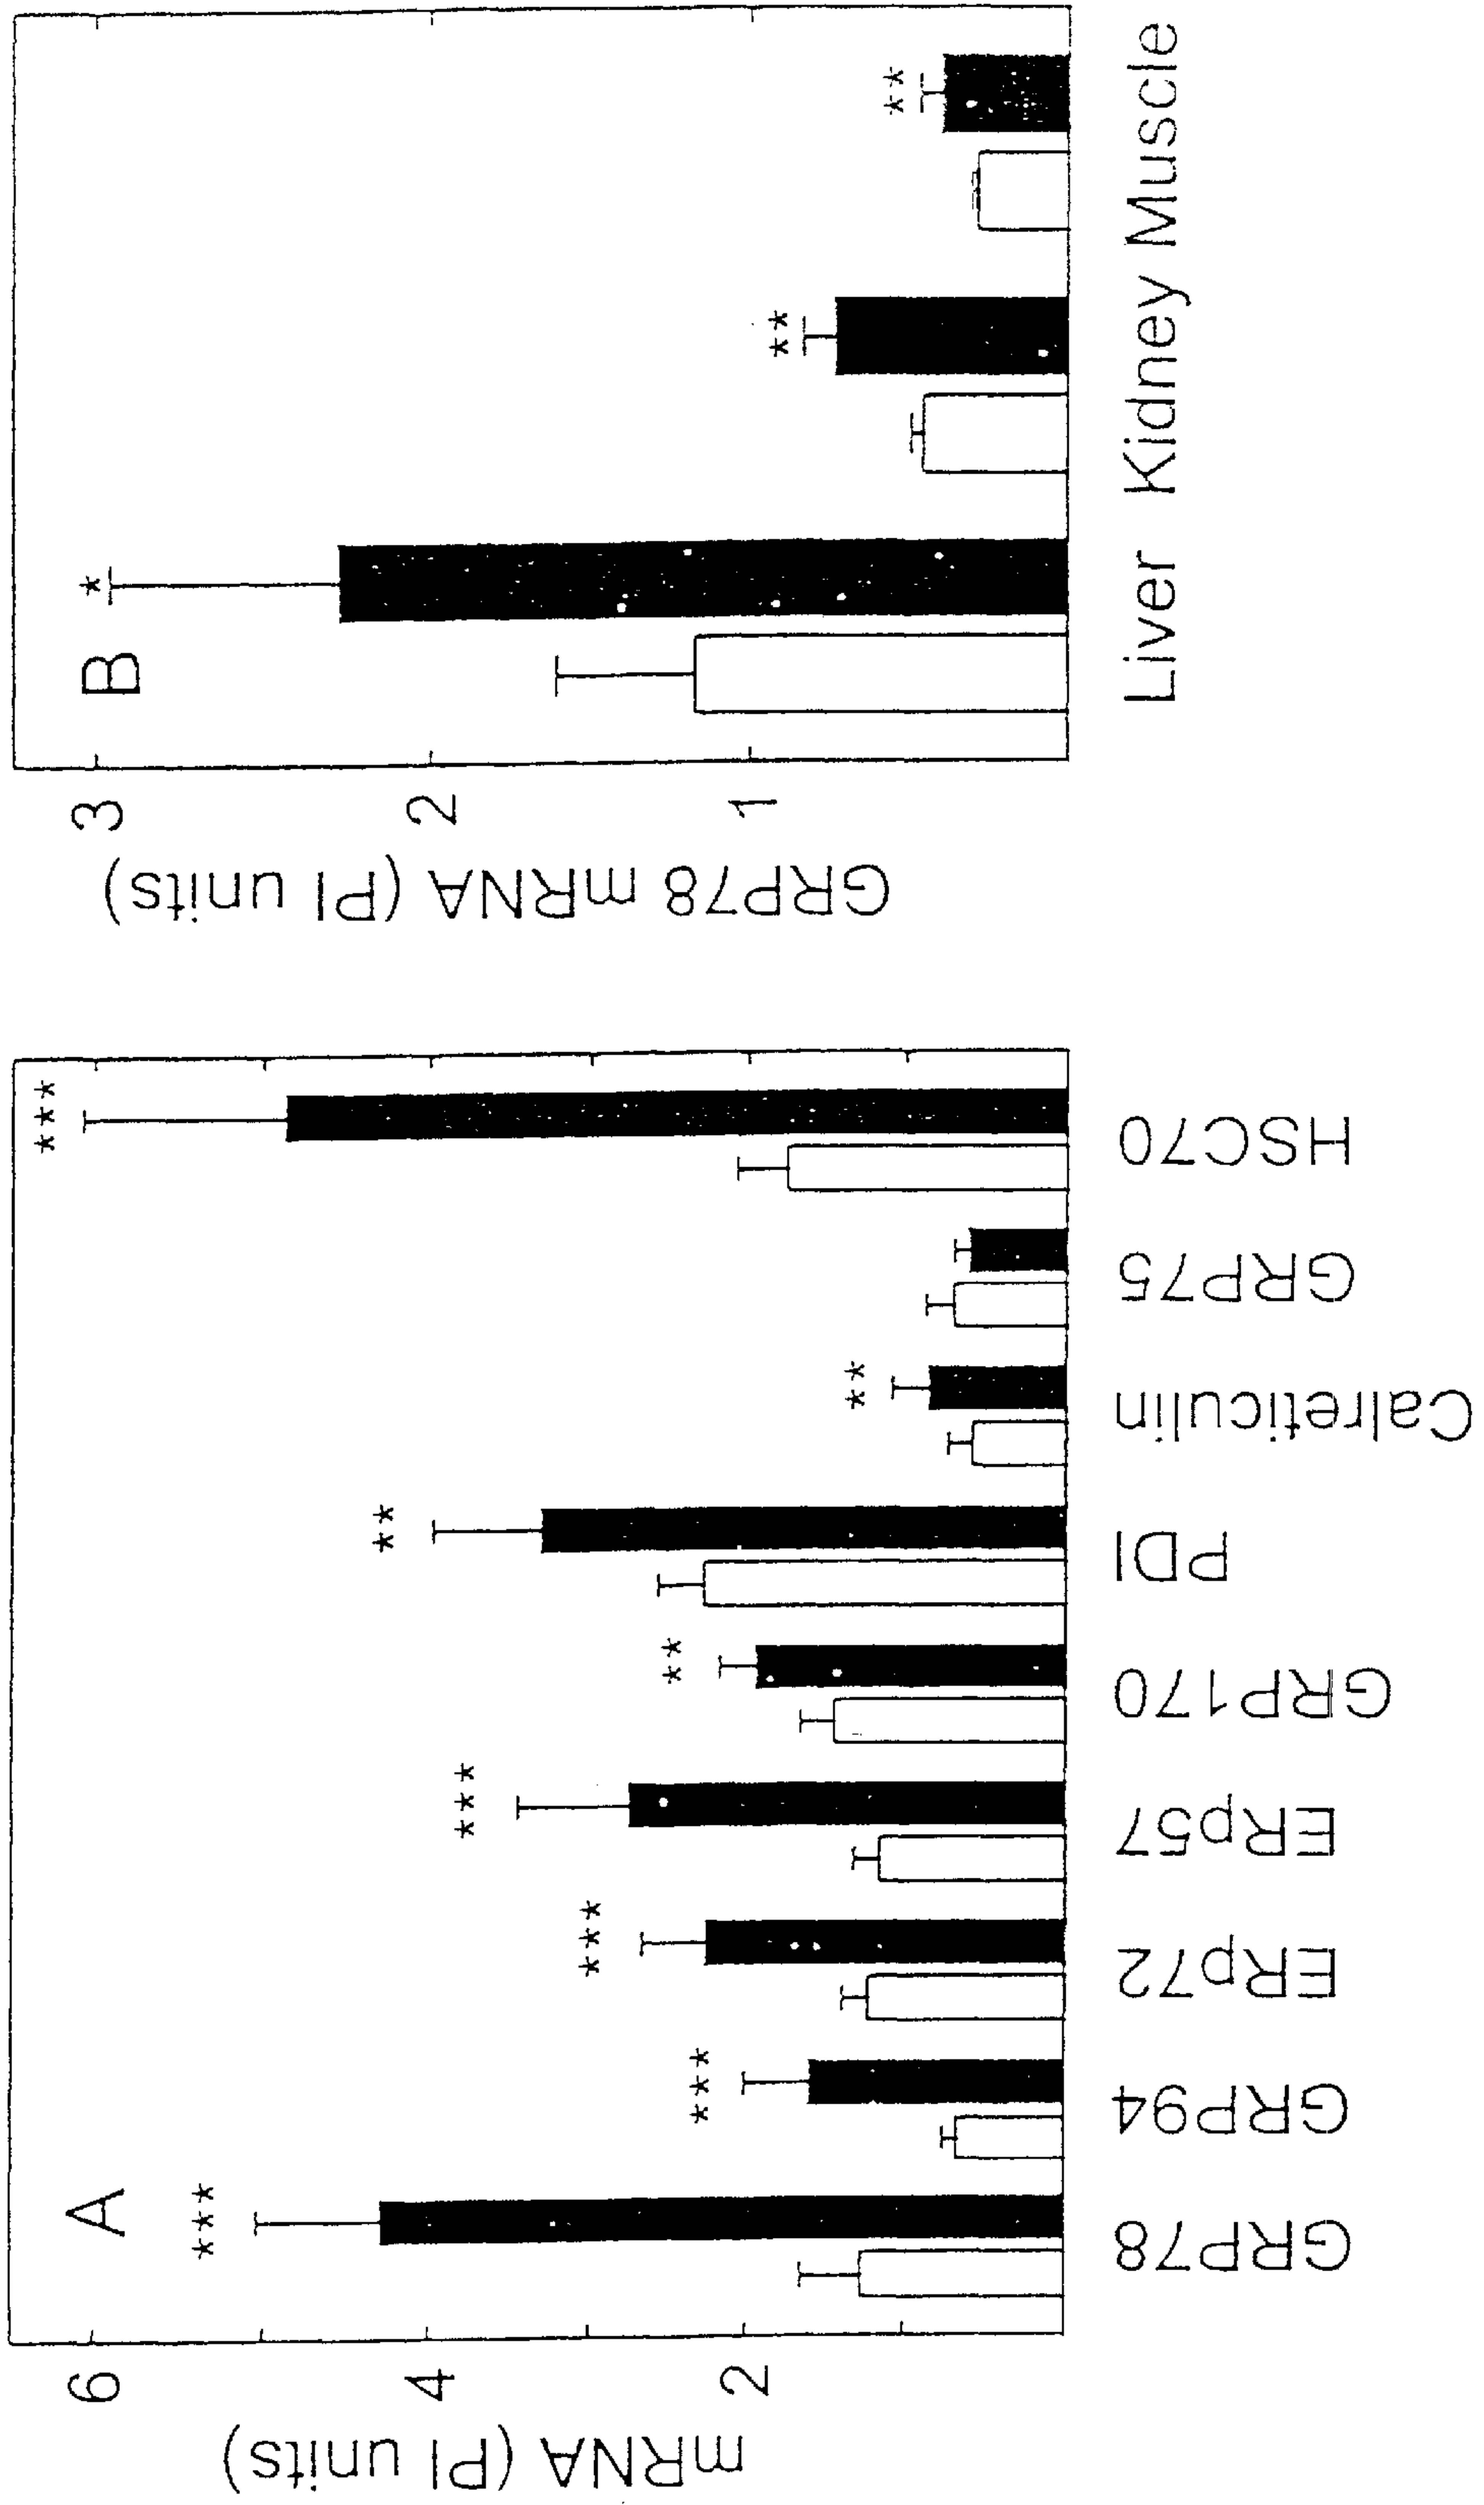 A
mRNA (PI units)
6
4
2
***
***
***
***
**
**
**
***
GRP78
GRP94
ERp72
ERp57
GRP170
PDI
Calreticulin
GRP75
HSC70
B
GRP78 mRNA (PI units)
3
2
1
*
**
**
Liver Kidney Muscle